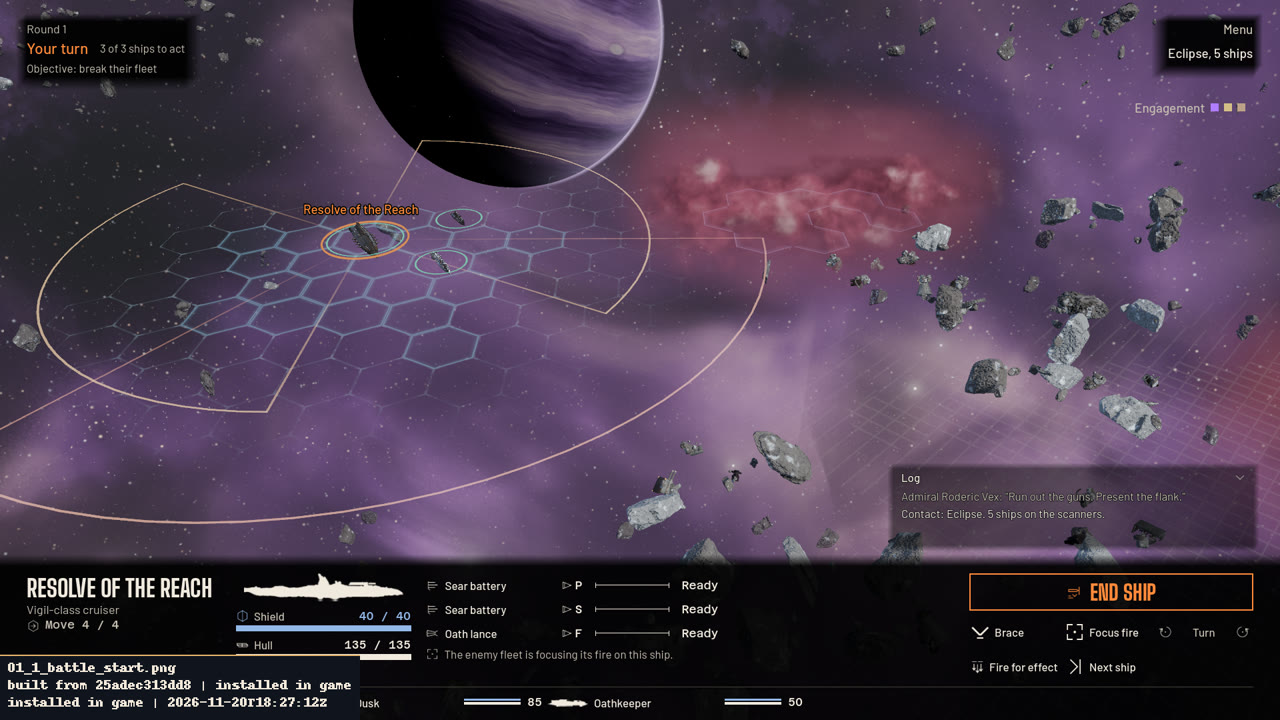 Round 1
Your turn 3 of 3 ships to act
Objective: break their fleet
Menu
Eclipse, 5 ships
Engagement
Resolve of the Reach
Log
Admiral Roderic Vex: "Run out the guns. Present the flank."
Contact: Eclipse. 5 ships on the scanners.
RESOLVE OF THE REACH
Vigil-class cruiser
Move 4 / 4
Shield 40 / 40
Hull 135 / 135
Sear battery P Ready
Sear battery S Ready
Oath lance F Ready
The enemy fleet is focusing its fire on this ship.
END SHIP
Brace Focus fire Turn
Fire for effect Next ship
01_1_battle_start.png
built from 25adec313dd8 | installed in game
installed in game | 2026-11-20T18:27:12Z
85 Oathkeeper 50